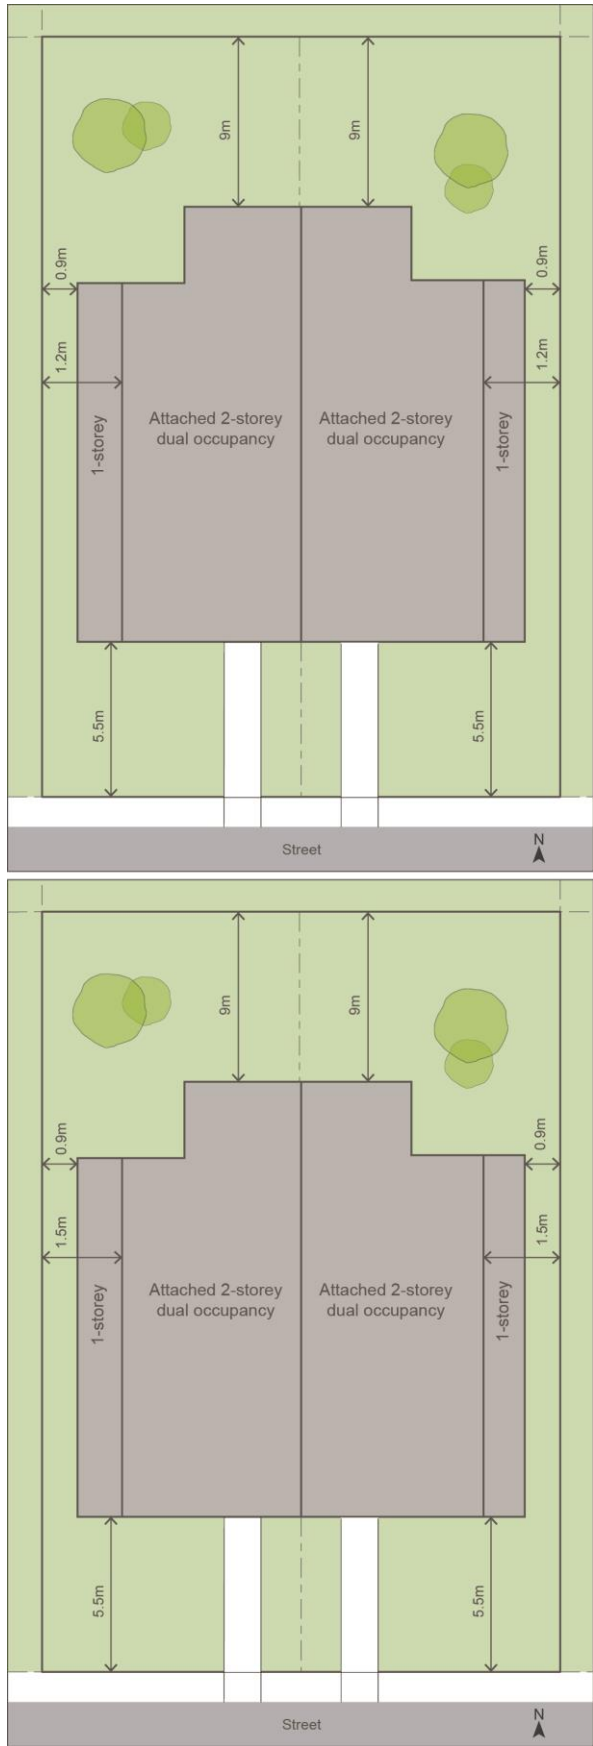 9m
9m
0.9m
0.9m
1.2m
1.2m
1-storey
Attached 2-storey
dual occupancy
Attached 2-storey
dual occupancy
1-storey
5.5m
5.5m
Street
N
9m
9m
0.9m
0.9m
1.5m
1.5m
1-storey
Attached 2-storey
dual occupancy
Attached 2-storey
dual occupancy
1-storey
5.5m
5.5m
Street
N